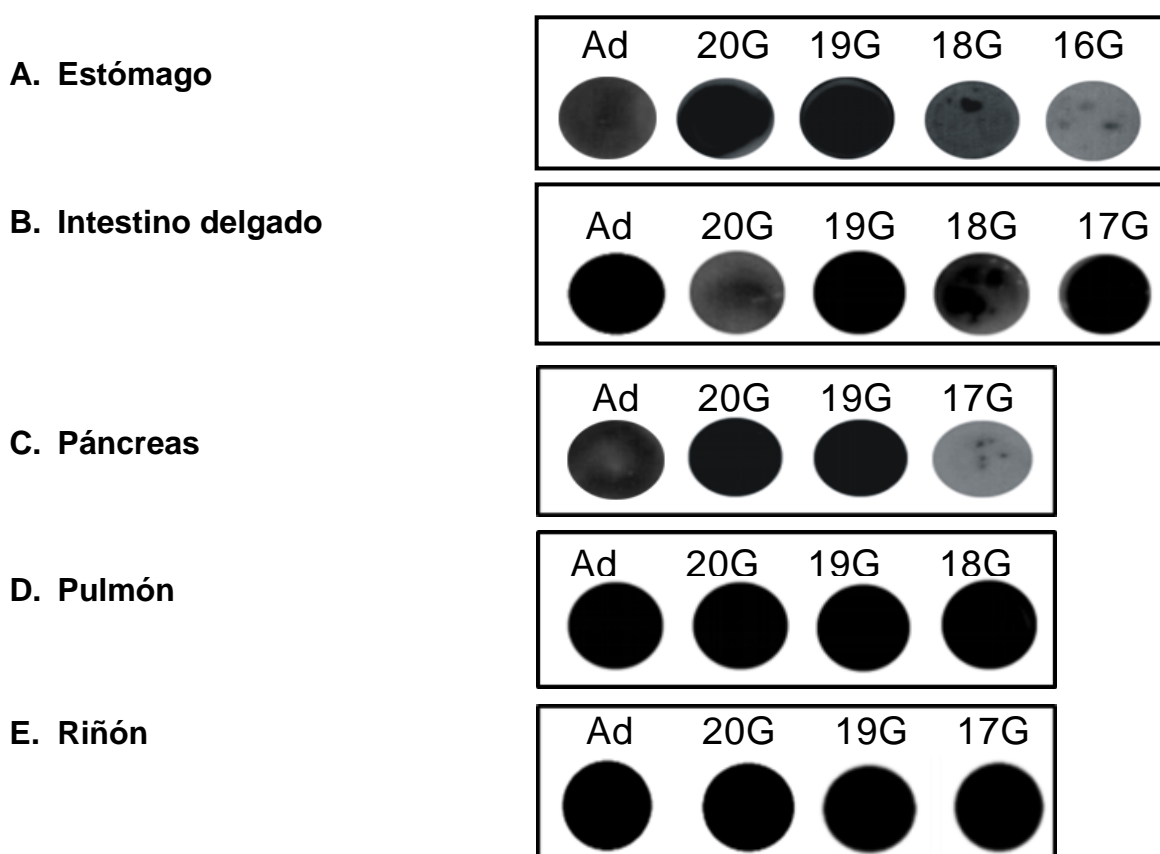 A. Estómago
Ad 20G 19G 18G 16G
B. Intestino delgado
Ad 20G 19G 18G 17G
C. Páncreas
Ad 20G 19G 17G
D. Pulmón
Ad 20G 19G 18G
E. Riñón
Ad 20G 19G 17G